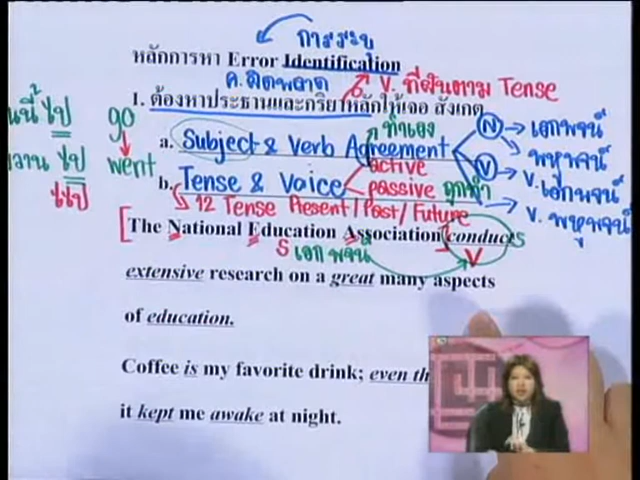 การระบุ
หลักการหา Error Identification
ค.ผิดพลาด V. ที่ผันตาม Tense
1. ต้องหาประธานและกริยาหลักให้เจอ สังเกต
ไป go ทำเอง N เอกพจน์
a. Subject & Verb Agreement พหูพจน์
ไป went active V V. เอกพจน์
b. Tense & Voice passive ถูกทำ
12 Tense Present/Past/Future V. พหูพจน์
The National Education Association conducts
S เอกพจน์ V
extensive research on a great many aspects
of education.
Coffee is my favorite drink; even
it kept me awake at night.